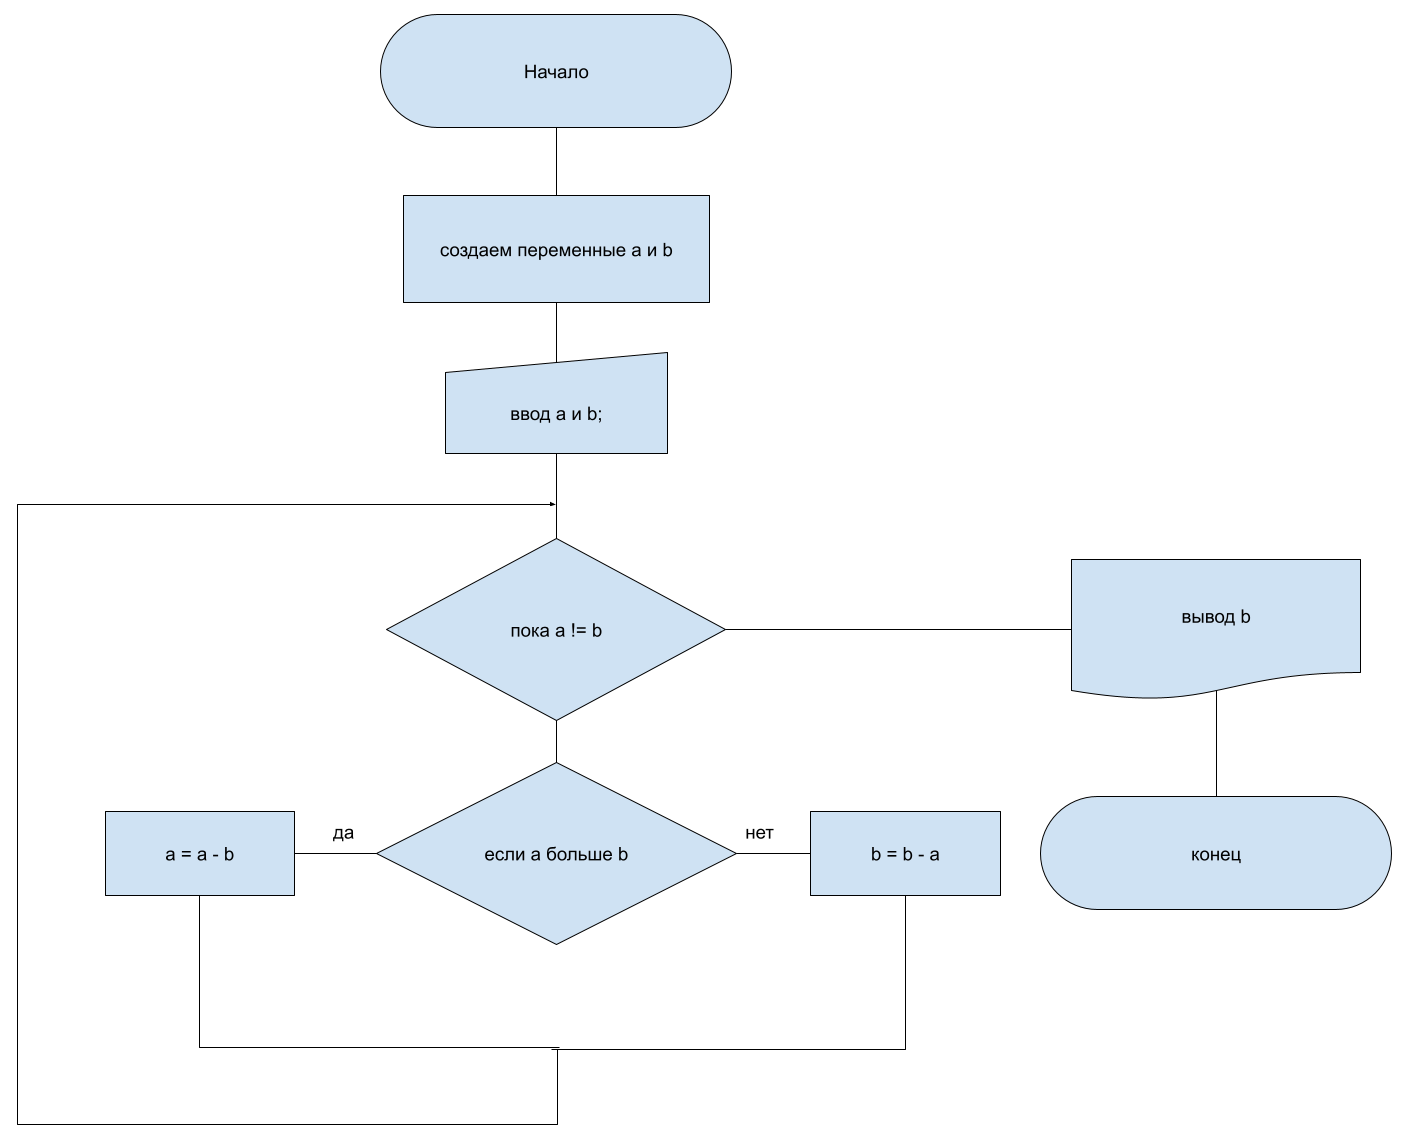 Начало
создаем переменные a и b
ввод a и b;
пока a != b
вывод b
да
нет
a = a - b
если a больше b
b = b - a
конец